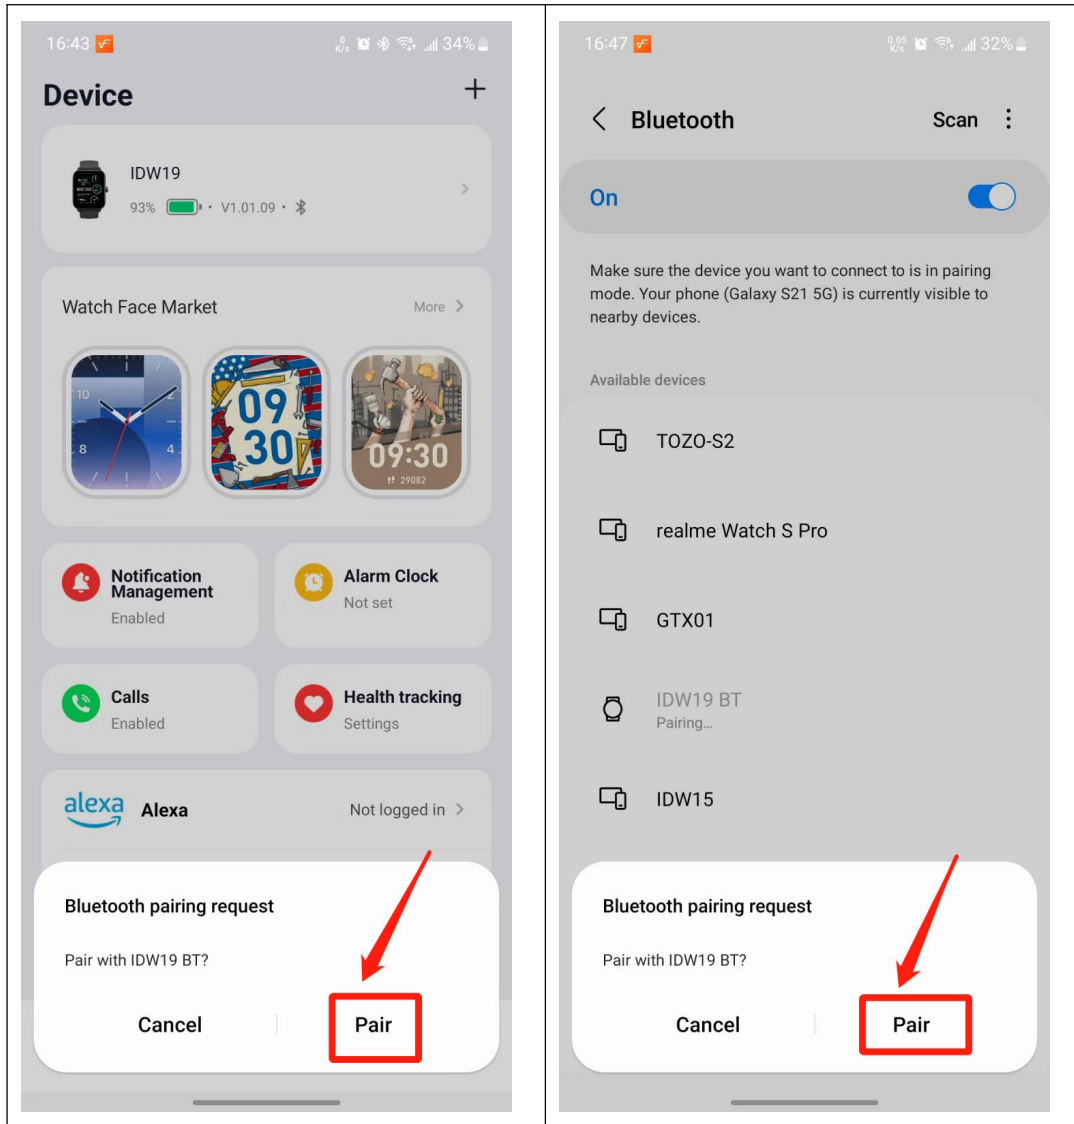 16:43
0 K/s
34%
Device
+
IDW19
93% • V1.01.09 •
Watch Face Market
More >
10
2
8
4
09
30
09:30
29082
Notification
Management
Enabled
Alarm Clock
Not set
Calls
Enabled
Health tracking
Settings
alexa
Alexa
Not logged in >
Bluetooth pairing request
Pair with IDW19 BT?
Cancel
Pair
16:47
0.05 K/s
32%
Bluetooth
Scan
On
Make sure the device you want to connect to is in pairing
mode. Your phone (Galaxy S21 5G) is currently visible to
nearby devices.
Available devices
TOZO-S2
realme Watch S Pro
GTX01
IDW19 BT
Pairing...
IDW15
Bluetooth pairing request
Pair with IDW19 BT?
Cancel
Pair